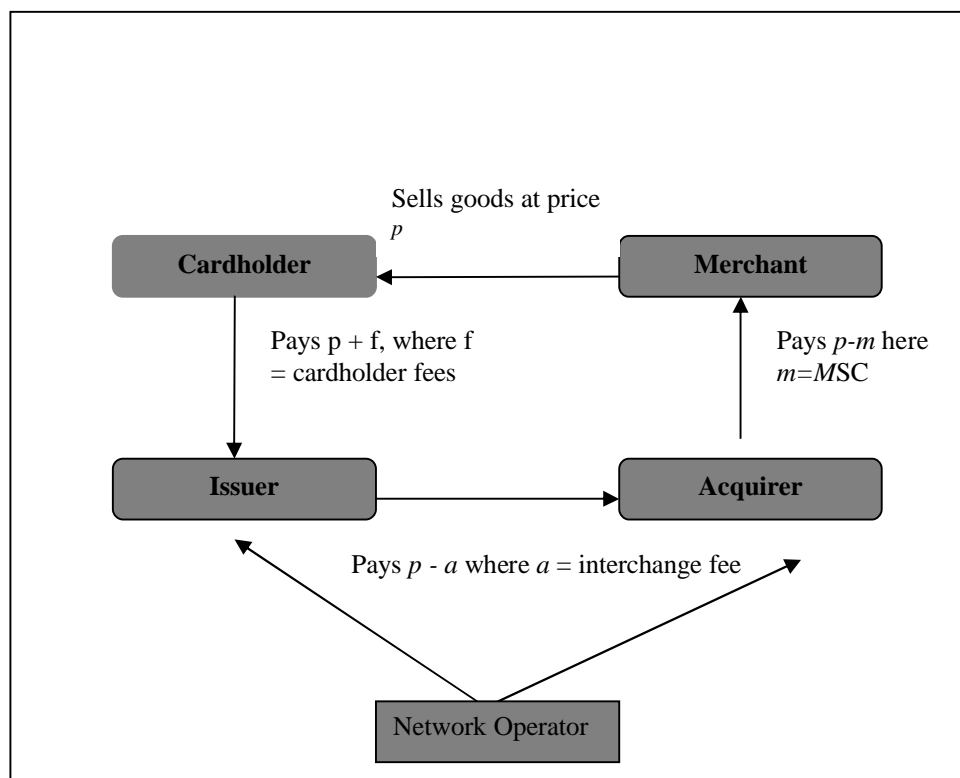 Sells goods at price
p
Cardholder
Merchant
Pays p + f, where f
= cardholder fees
Pays p-m here
m=MSC
Issuer
Acquirer
Pays p - a where a = interchange fee
Network Operator